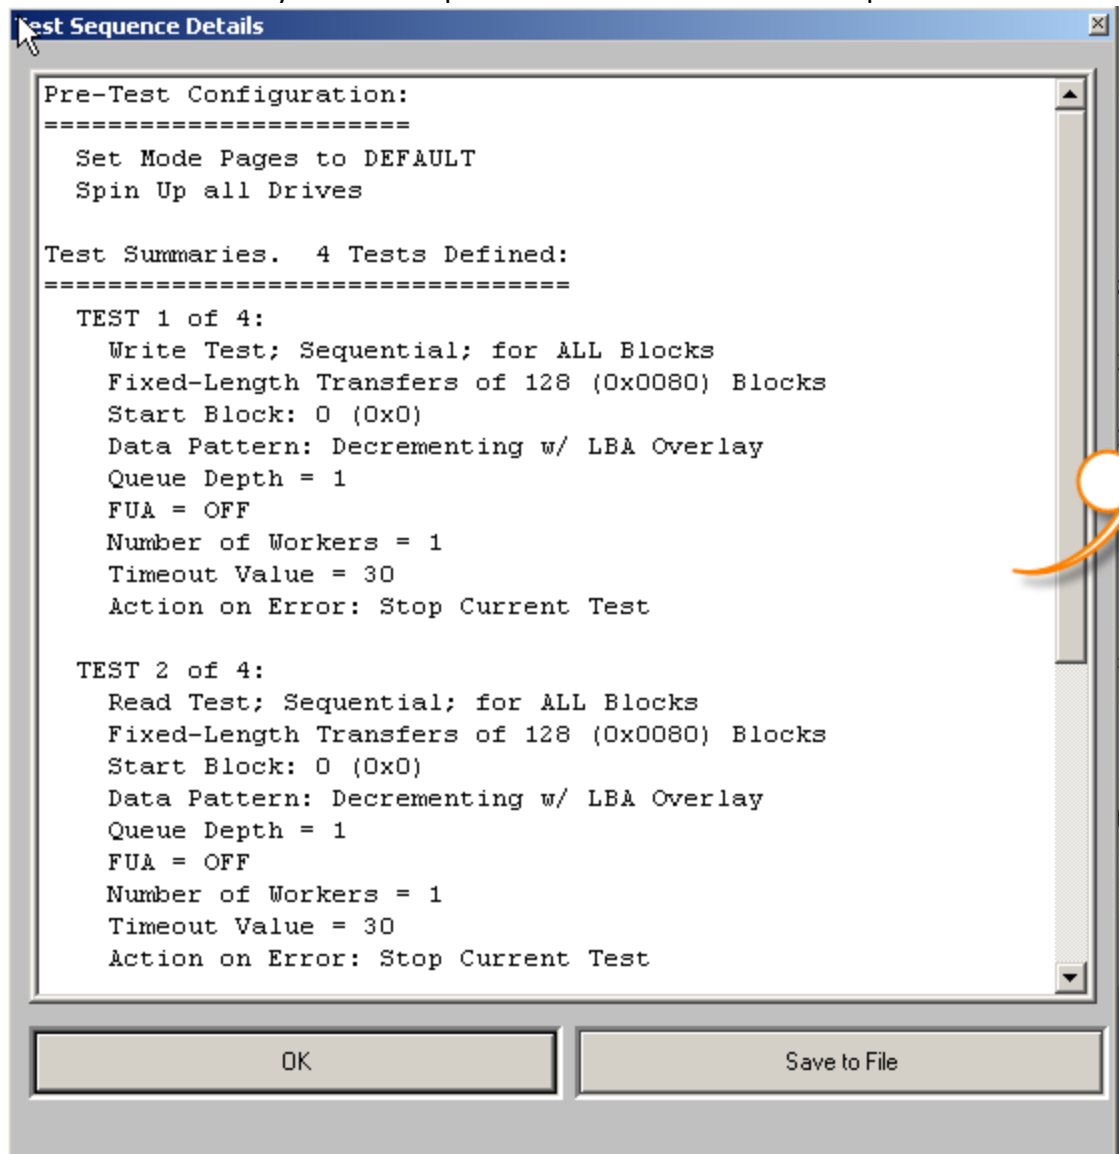 Test Sequence Details
Pre-Test Configuration:
=======================
Set Mode Pages to DEFAULT
Spin Up all Drives
Test Summaries.  4 Tests Defined:
=================================
TEST 1 of 4:
Write Test; Sequential; for ALL Blocks
Fixed-Length Transfers of 128 (0x0080) Blocks
Start Block: 0 (0x0)
Data Pattern: Decrementing w/ LBA Overlay
Queue Depth = 1
FUA = OFF
Number of Workers = 1
Timeout Value = 30
Action on Error: Stop Current Test
TEST 2 of 4:
Read Test; Sequential; for ALL Blocks
Fixed-Length Transfers of 128 (0x0080) Blocks
Start Block: 0 (0x0)
Data Pattern: Decrementing w/ LBA Overlay
Queue Depth = 1
FUA = OFF
Number of Workers = 1
Timeout Value = 30
Action on Error: Stop Current Test
OK
Save to File